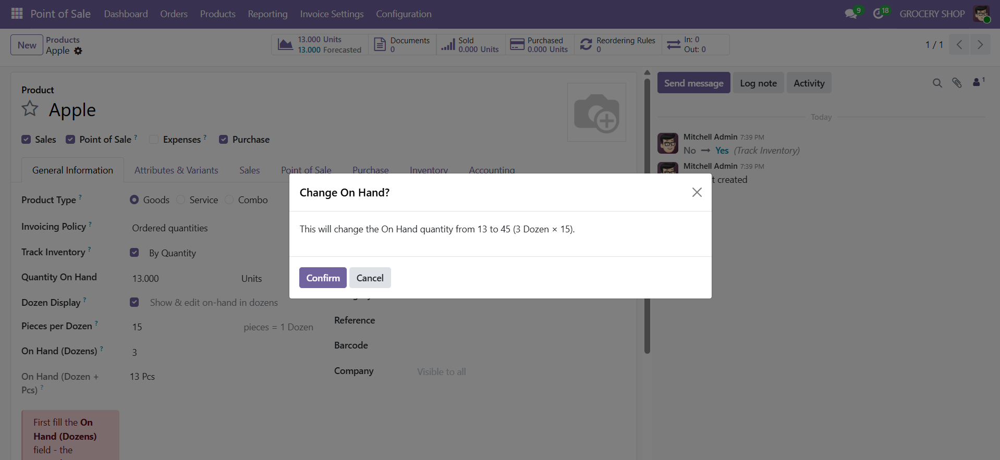 Point of Sale Dashboard Orders Products Reporting Invoice Settings Configuration 9 18 GROCERY SHOP
New Products
Apple
13.000 Units
13.000 Forecasted
Documents
0
Sold
0.000 Units
Purchased
0.000 Units
Reordering Rules
0
In: 0
Out: 0
1 / 1
Product
Apple
Sales Point of Sale ? Expenses ? Purchase
General Information Attributes & Variants Sales Point of Sale Purchase Inventory Accounting
Product Type ? Goods Service Combo
Invoicing Policy ? Ordered quantities
Track Inventory ? By Quantity
Quantity On Hand 13.000 Units
Dozen Display ? Show & edit on-hand in dozens
Pieces per Dozen ? 15 pieces = 1 Dozen
On Hand (Dozens) ? 3
On Hand (Dozen +
Pcs) ? 13 Pcs
First fill the On
Hand (Dozens)
field - the
Reference
Barcode
Company Visible to all
Change On Hand?
This will change the On Hand quantity from 13 to 45 (3 Dozen × 15).
Confirm Cancel
Send message Log note Activity 1
Today
Mitchell Admin 7:39 PM
No → Yes (Track Inventory)
Mitchell Admin 7:39 PM
created